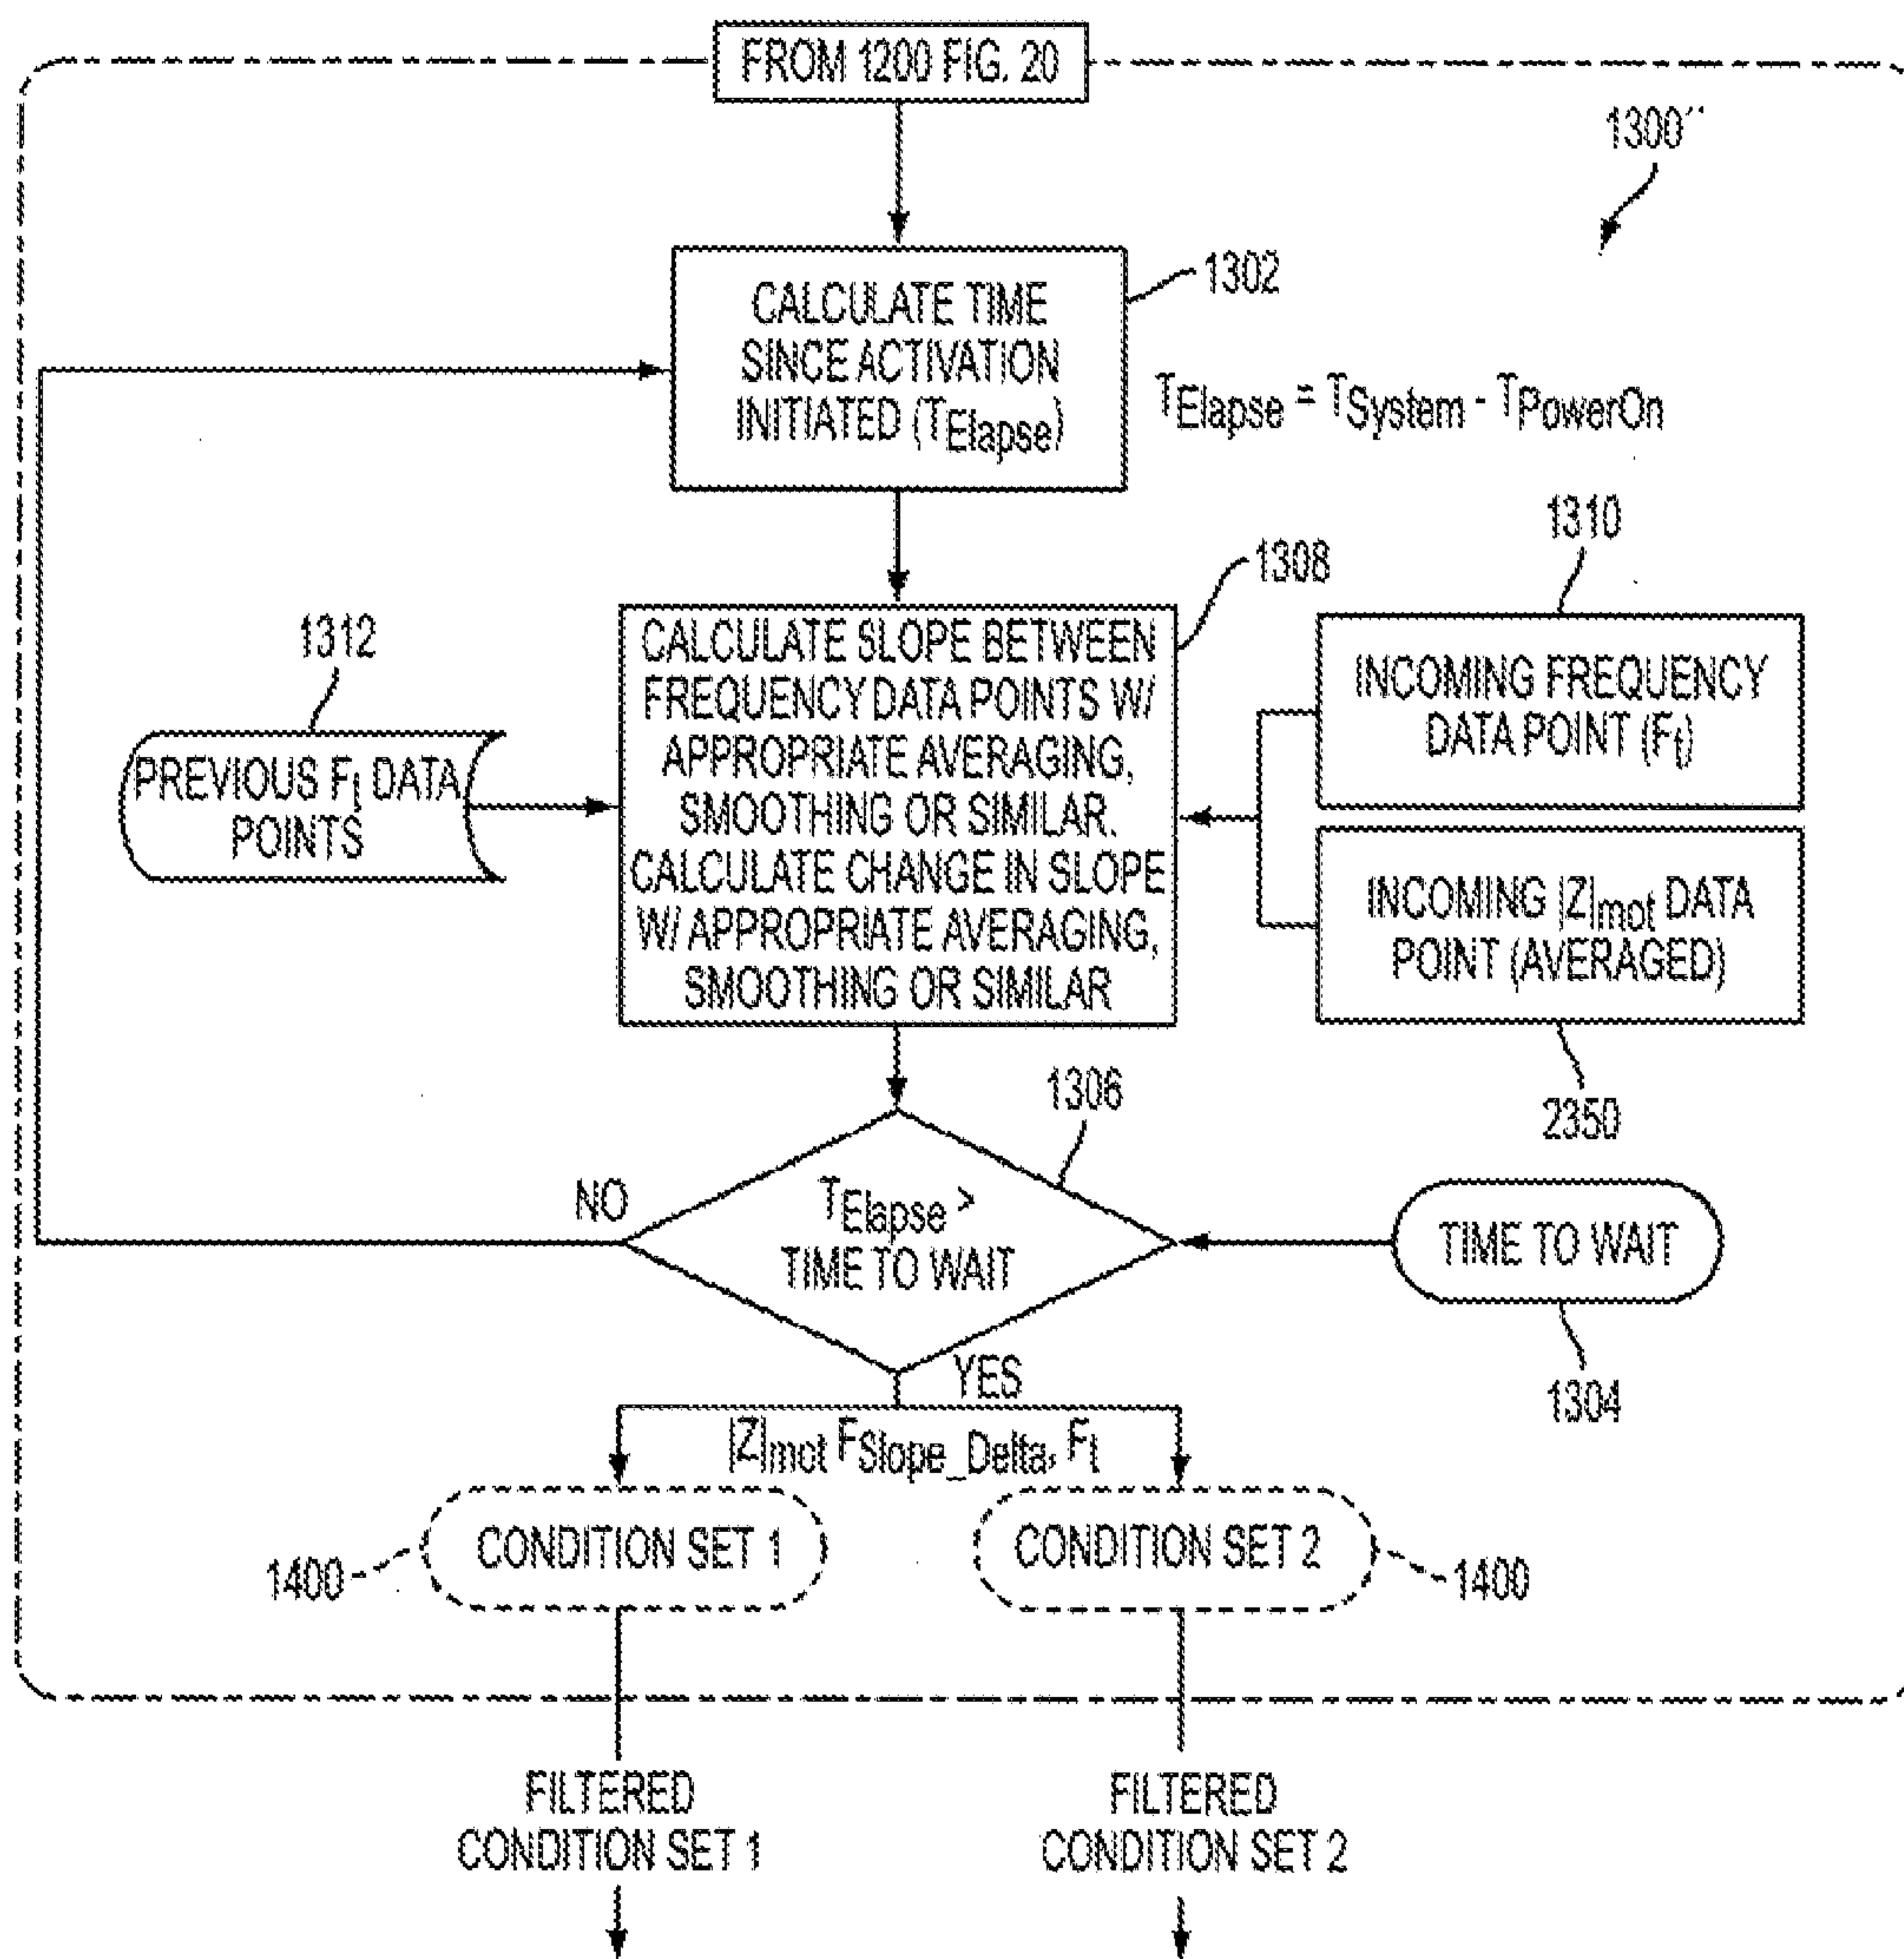 FROM 1200 FIG. 20
1300´´
CALCULATE TIME
SINCE ACTIVATION
INITIATED (TElapse)
1302
TElapse = TSystem - TPowerOn
1308
1310
1312
CALCULATE SLOPE BETWEEN
FREQUENCY DATA POINTS W/
APPROPRIATE AVERAGING,
SMOOTHING OR SIMILAR.
CALCULATE CHANGE IN SLOPE
W/ APPROPRIATE AVERAGING,
SMOOTHING OR SIMILAR
PREVIOUS Ft DATA
POINTS
INCOMING FREQUENCY
DATA POINT (Ft)
INCOMING |Z|mot DATA
POINT (AVERAGED)
2350
1306
NO
TElapse >
TIME TO WAIT
TIME TO WAIT
1304
YES
|Z|mot FSlope_Delta, Ft
1400
CONDITION SET 1
CONDITION SET 2
1400
FILTERED
CONDITION SET 1
FILTERED
CONDITION SET 2